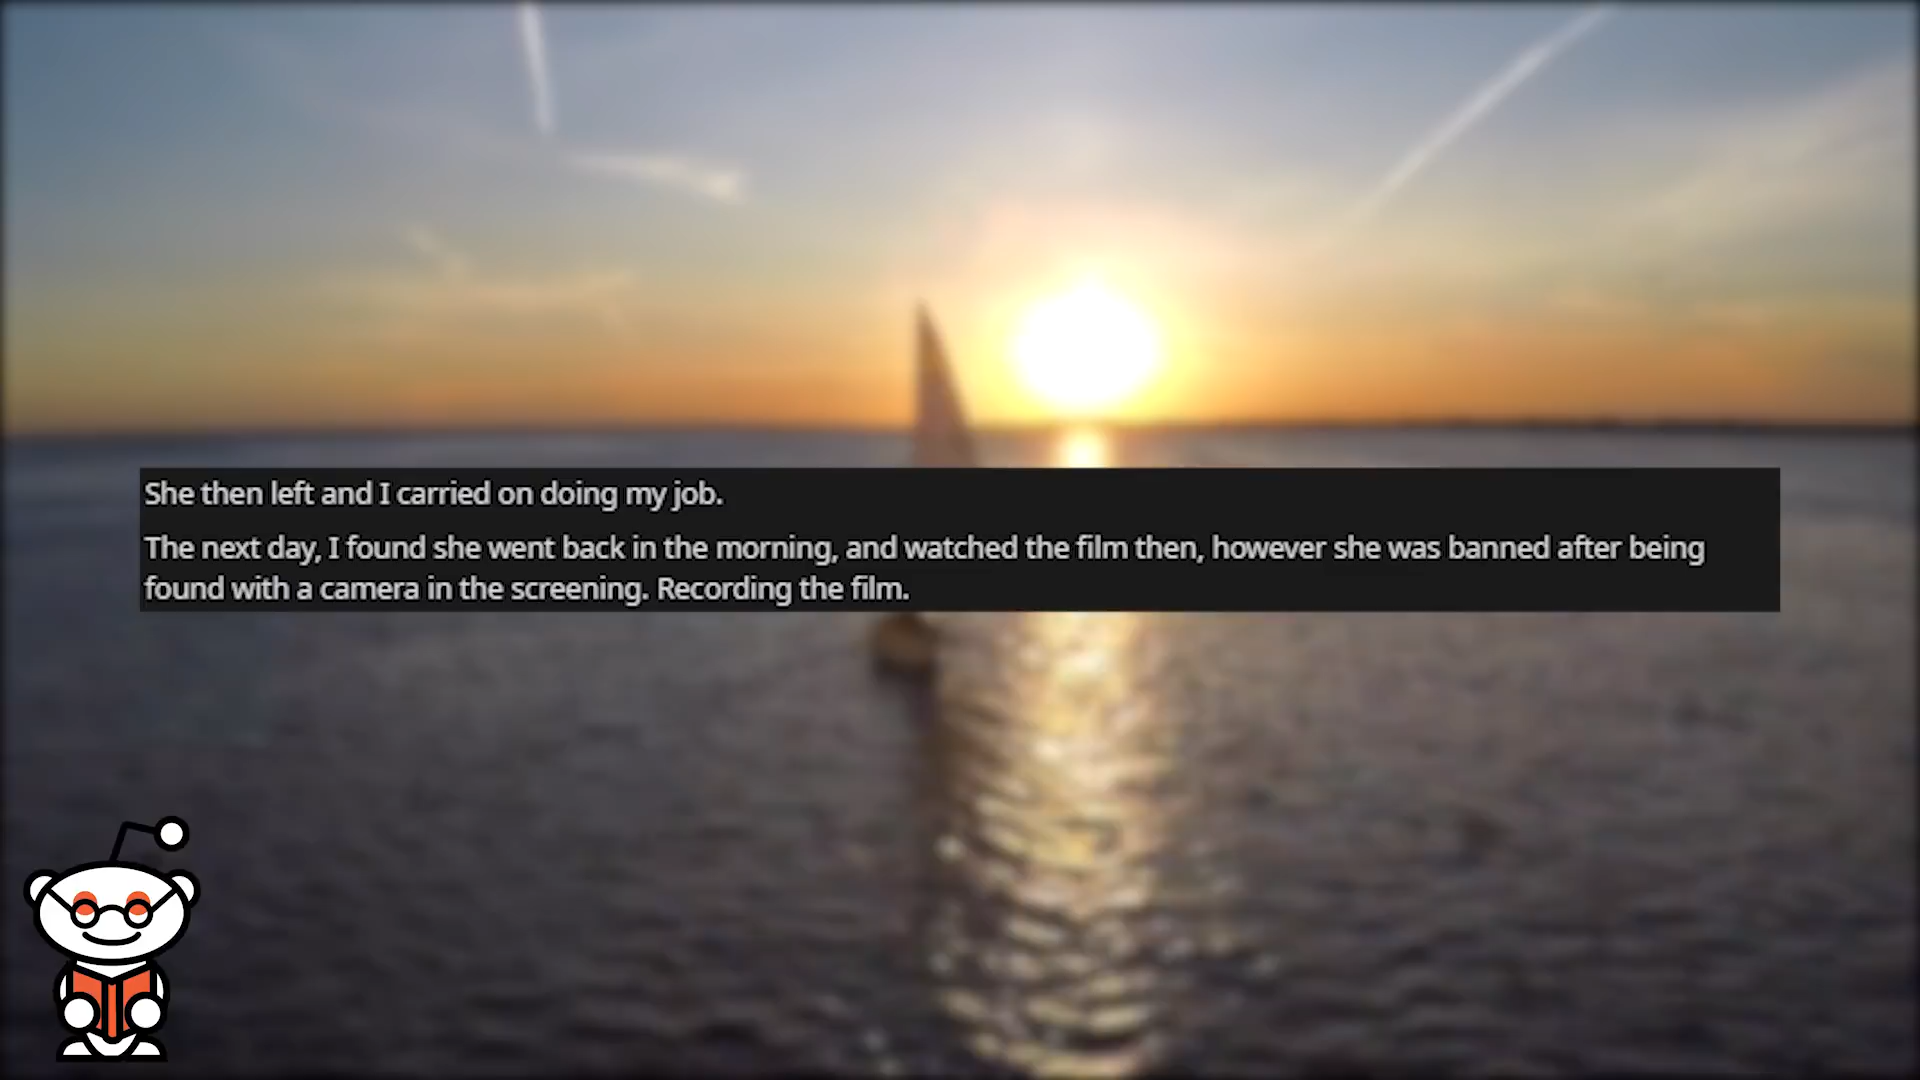 She then left and I carried on doing my job.
The next day, I found she went back in the morning, and watched the film then, however she was banned after being
found with a camera in the screening. Recording the film.